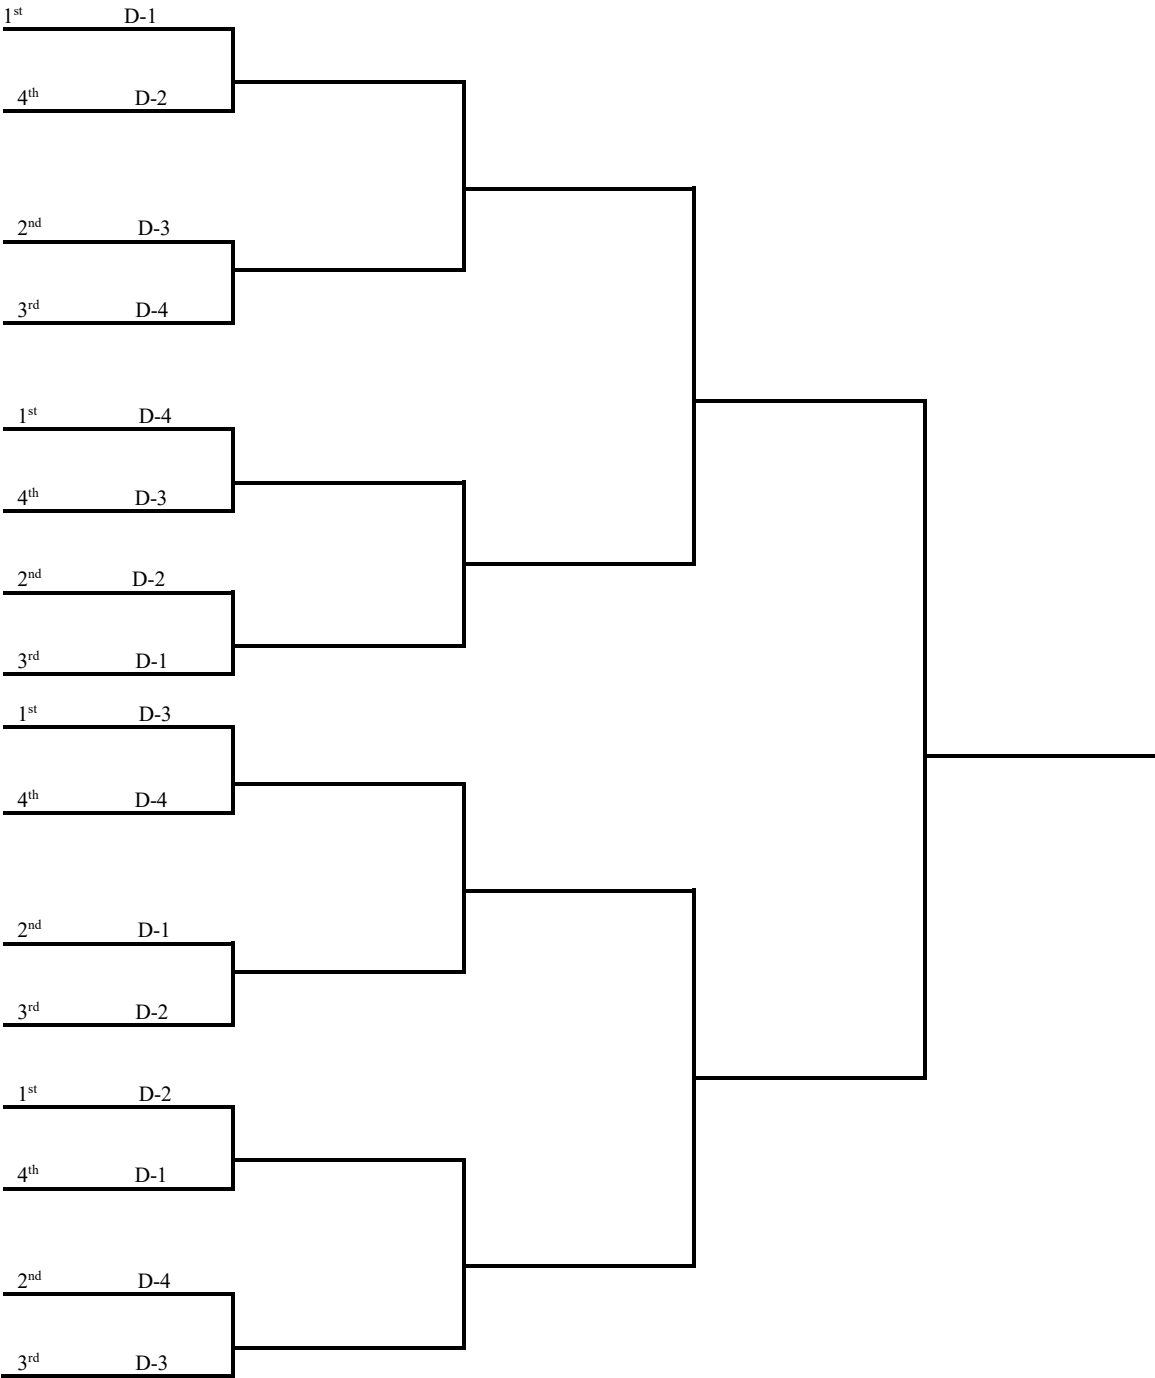 1st D-1
4th D-2
2nd D-3
3rd D-4
1st D-4
4th D-3
2nd D-2
3rd D-1
1st D-3
4th D-4
2nd D-1
3rd D-2
1st D-2
4th D-1
2nd D-4
3rd D-3